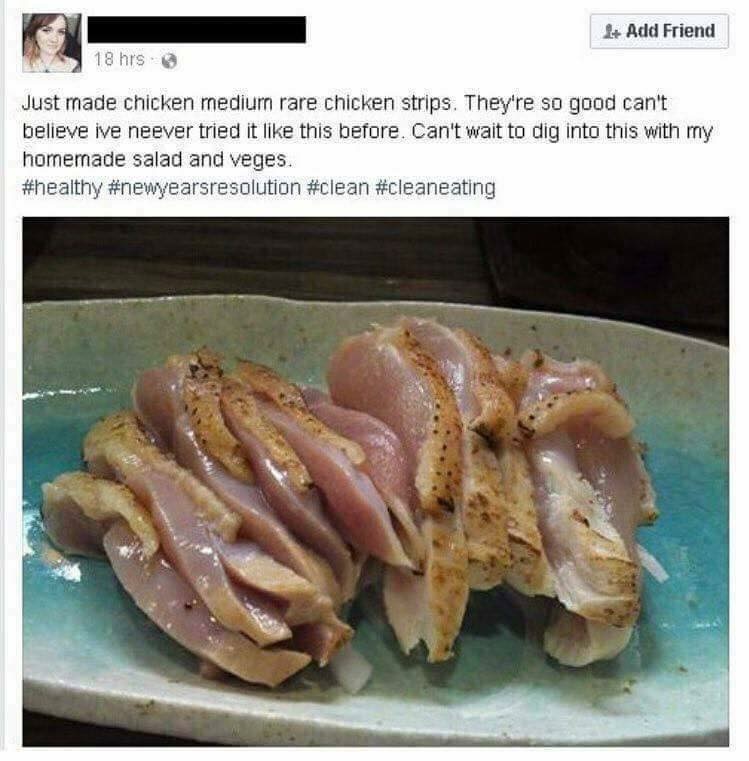 Add Friend
18 hrs ·
Just made chicken medium rare chicken strips. They're so good can't
believe ive neever tried it like this before. Can't wait to dig into this with my
homemade salad and veges.
#healthy #newyearsresolution #clean #cleaneating